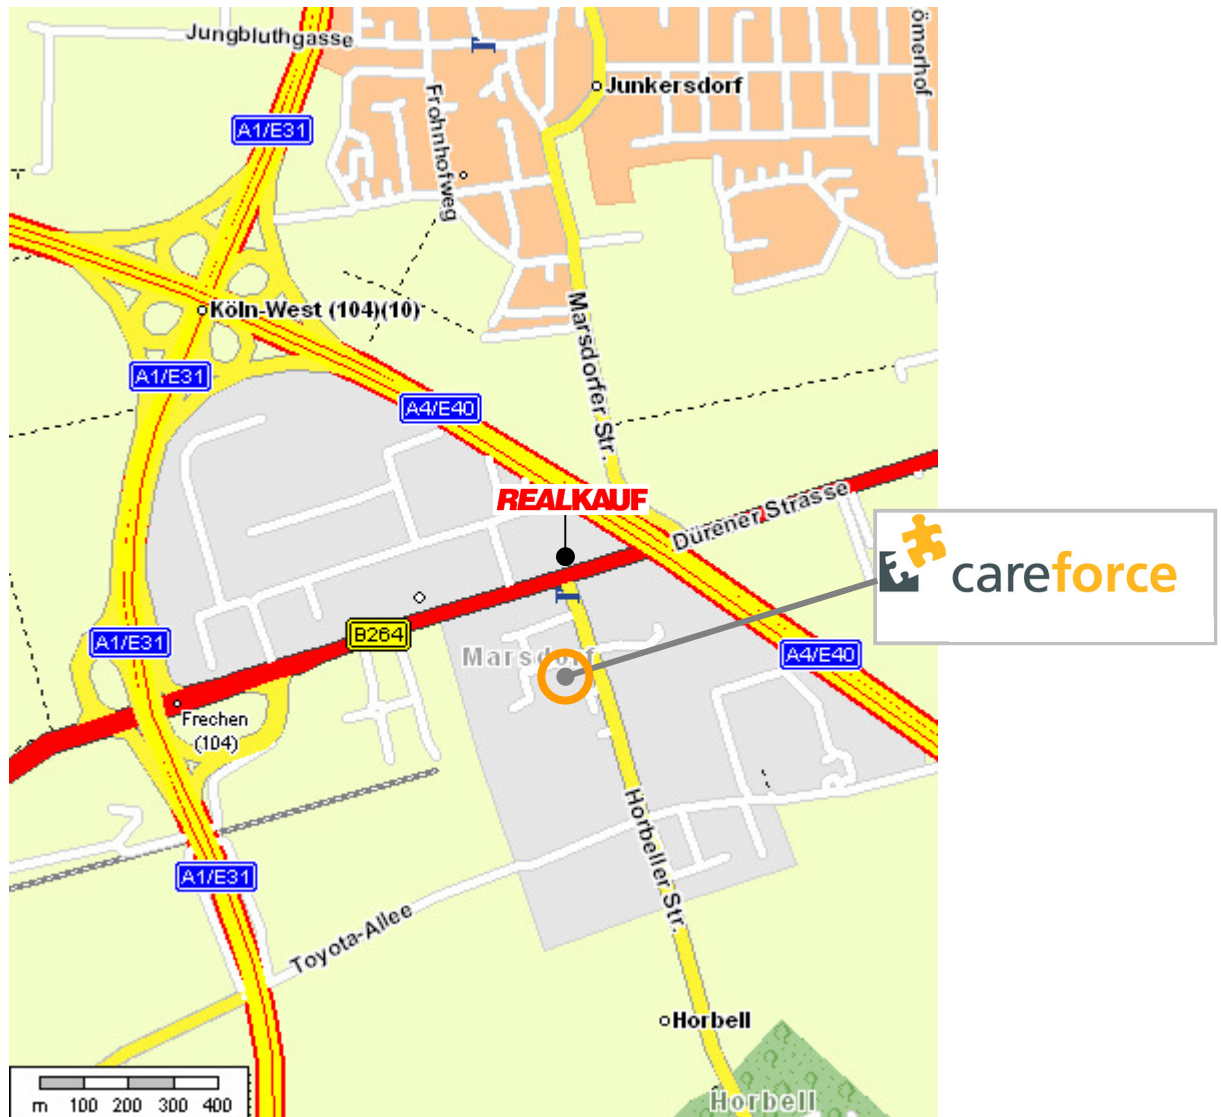 Jungbluthgasse
ömerhof
Junkersdorf
A1/E31
Frohnhofweg
Köln-West (104)(10)
Marsdorfer Str.
A1/E31
A4/E40
REALKAUF
Dürener Strasse
careforce
B264
A1/E31
Marsdorf
A4/E40
Frechen
(104)
Horbeller Str.
A1/E31
Toyota-Allee
Horbell
m 100 200 300 400
Horbell